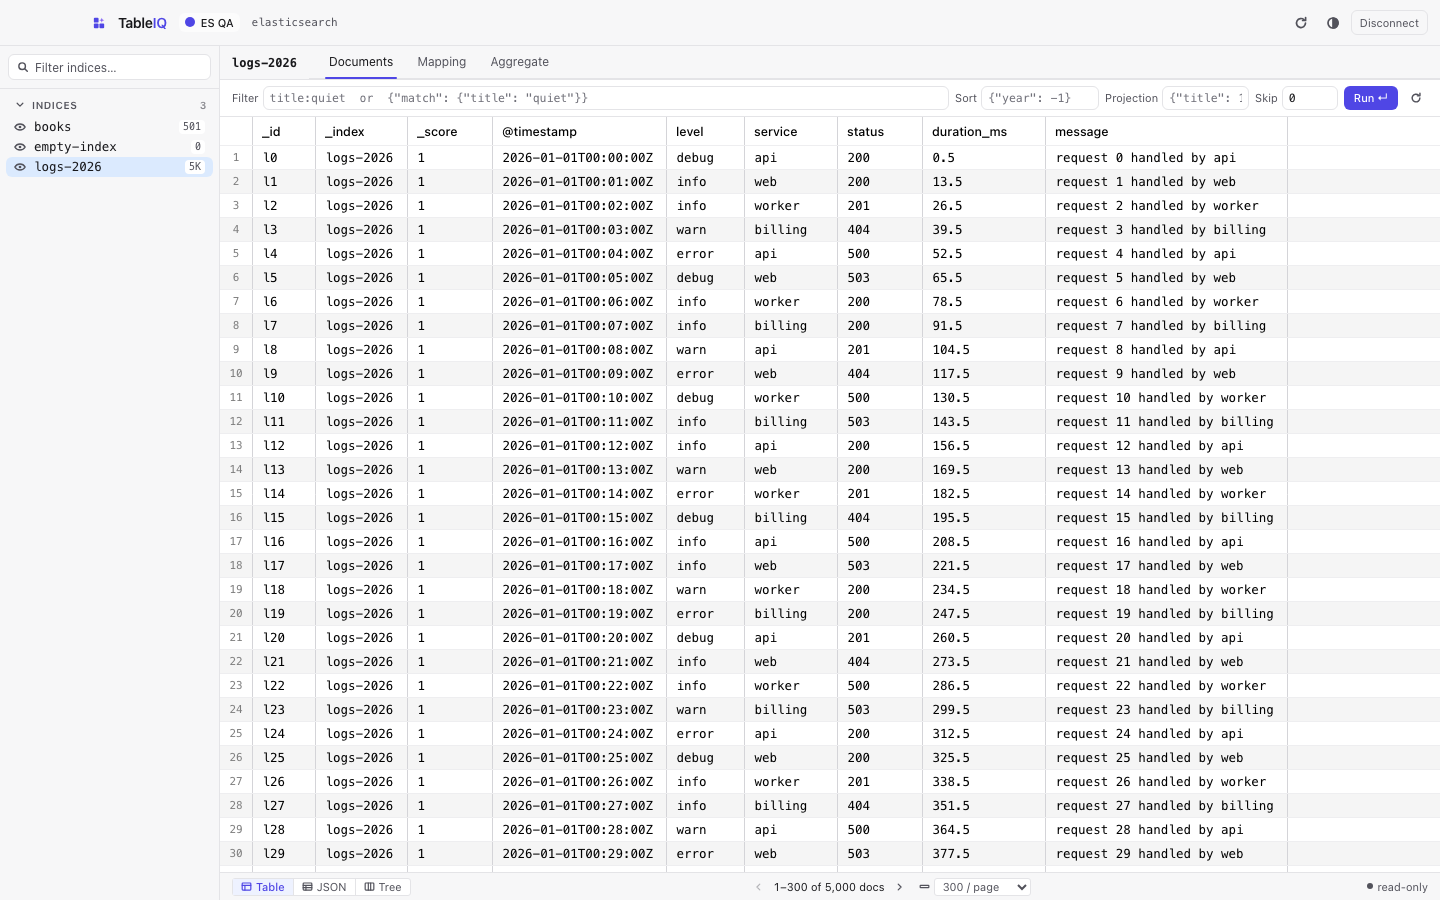 TableIQ ES QA elasticsearch Disconnect
Filter indices...
INDICES 3
books 501
empty-index 0
logs-2026 5K
logs-2026 Documents Mapping Aggregate
Filter title:quiet or {"match": {"title": "quiet"}} Sort {"year": -1} Projection {"title": 1 Skip 0 Run ↵
_id _index _score @timestamp level service status duration_ms message
1 l0 logs-2026 1 2026-01-01T00:00:00Z debug api 200 0.5 request 0 handled by api
2 l1 logs-2026 1 2026-01-01T00:01:00Z info web 200 13.5 request 1 handled by web
3 l2 logs-2026 1 2026-01-01T00:02:00Z info worker 201 26.5 request 2 handled by worker
4 l3 logs-2026 1 2026-01-01T00:03:00Z warn billing 404 39.5 request 3 handled by billing
5 l4 logs-2026 1 2026-01-01T00:04:00Z error api 500 52.5 request 4 handled by api
6 l5 logs-2026 1 2026-01-01T00:05:00Z debug web 503 65.5 request 5 handled by web
7 l6 logs-2026 1 2026-01-01T00:06:00Z info worker 200 78.5 request 6 handled by worker
8 l7 logs-2026 1 2026-01-01T00:07:00Z info billing 200 91.5 request 7 handled by billing
9 l8 logs-2026 1 2026-01-01T00:08:00Z warn api 201 104.5 request 8 handled by api
10 l9 logs-2026 1 2026-01-01T00:09:00Z error web 404 117.5 request 9 handled by web
11 l10 logs-2026 1 2026-01-01T00:10:00Z debug worker 500 130.5 request 10 handled by worker
12 l11 logs-2026 1 2026-01-01T00:11:00Z info billing 503 143.5 request 11 handled by billing
13 l12 logs-2026 1 2026-01-01T00:12:00Z info api 200 156.5 request 12 handled by api
14 l13 logs-2026 1 2026-01-01T00:13:00Z warn web 200 169.5 request 13 handled by web
15 l14 logs-2026 1 2026-01-01T00:14:00Z error worker 201 182.5 request 14 handled by worker
16 l15 logs-2026 1 2026-01-01T00:15:00Z debug billing 404 195.5 request 15 handled by billing
17 l16 logs-2026 1 2026-01-01T00:16:00Z info api 500 208.5 request 16 handled by api
18 l17 logs-2026 1 2026-01-01T00:17:00Z info web 503 221.5 request 17 handled by web
19 l18 logs-2026 1 2026-01-01T00:18:00Z warn worker 200 234.5 request 18 handled by worker
20 l19 logs-2026 1 2026-01-01T00:19:00Z error billing 200 247.5 request 19 handled by billing
21 l20 logs-2026 1 2026-01-01T00:20:00Z debug api 201 260.5 request 20 handled by api
22 l21 logs-2026 1 2026-01-01T00:21:00Z info web 404 273.5 request 21 handled by web
23 l22 logs-2026 1 2026-01-01T00:22:00Z info worker 500 286.5 request 22 handled by worker
24 l23 logs-2026 1 2026-01-01T00:23:00Z warn billing 503 299.5 request 23 handled by billing
25 l24 logs-2026 1 2026-01-01T00:24:00Z error api 200 312.5 request 24 handled by api
26 l25 logs-2026 1 2026-01-01T00:25:00Z debug web 200 325.5 request 25 handled by web
27 l26 logs-2026 1 2026-01-01T00:26:00Z info worker 201 338.5 request 26 handled by worker
28 l27 logs-2026 1 2026-01-01T00:27:00Z info billing 404 351.5 request 27 handled by billing
29 l28 logs-2026 1 2026-01-01T00:28:00Z warn api 500 364.5 request 28 handled by api
30 l29 logs-2026 1 2026-01-01T00:29:00Z error web 503 377.5 request 29 handled by web
Table JSON Tree 1–300 of 5,000 docs 300 / page read-only